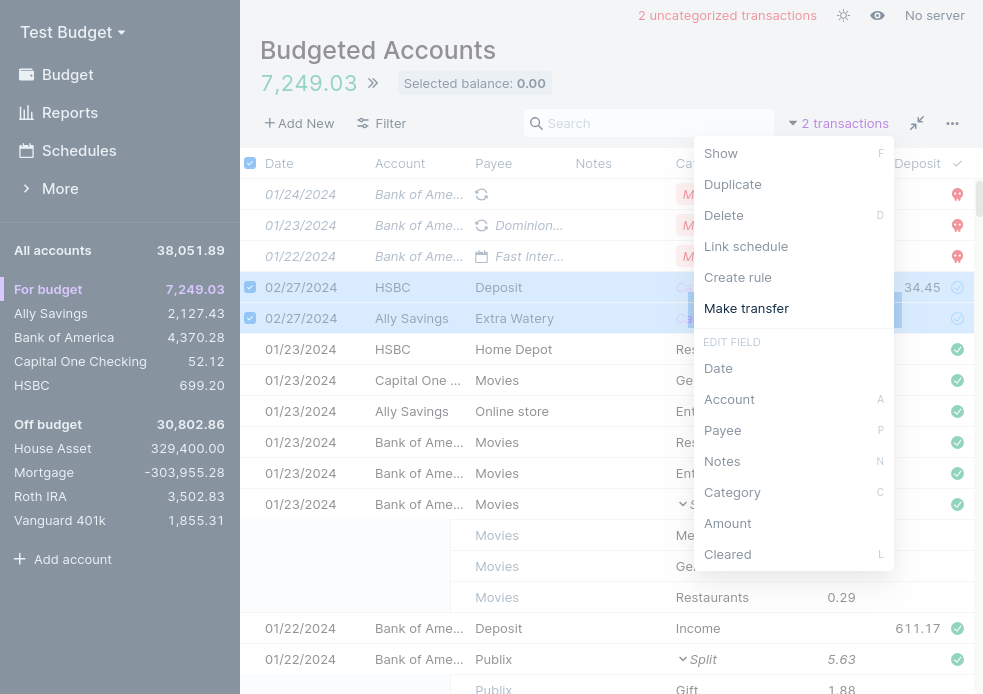 2 uncategorized transactions No server
Test Budget
Budget
Reports
Schedules
More
All accounts 38,051.89
For budget 7,249.03
Ally Savings 2,127.43
Bank of America 4,370.28
Capital One Checking 52.12
HSBC 699.20
Off budget 30,802.86
House Asset 329,400.00
Mortgage -303,955.28
Roth IRA 3,502.83
Vanguard 401k 1,855.31
Add account
Budgeted Accounts
7,249.03 Selected balance: 0.00
Add New Filter Search 2 transactions
Date Account Payee Notes Deposit
01/24/2024 Bank of Ame...
01/23/2024 Bank of Ame... Dominion...
01/22/2024 Bank of Ame... Fast Inter...
02/27/2024 HSBC Deposit 34.45
02/27/2024 Ally Savings Extra Watery
01/23/2024 HSBC Home Depot
01/23/2024 Capital One ... Movies
01/23/2024 Ally Savings Online store
01/23/2024 Bank of Ame... Movies
01/23/2024 Bank of Ame... Movies
01/23/2024 Bank of Ame... Movies
Movies
Movies
Movies Restaurants 0.29
01/22/2024 Bank of Ame... Deposit Income 611.17
01/22/2024 Bank of Ame... Publix Split 5.63
Publix Gift 1.88
Show F
Duplicate
Delete D
Link schedule
Create rule
Make transfer
EDIT FIELD
Date
Account A
Payee P
Notes N
Category C
Amount
Cleared L